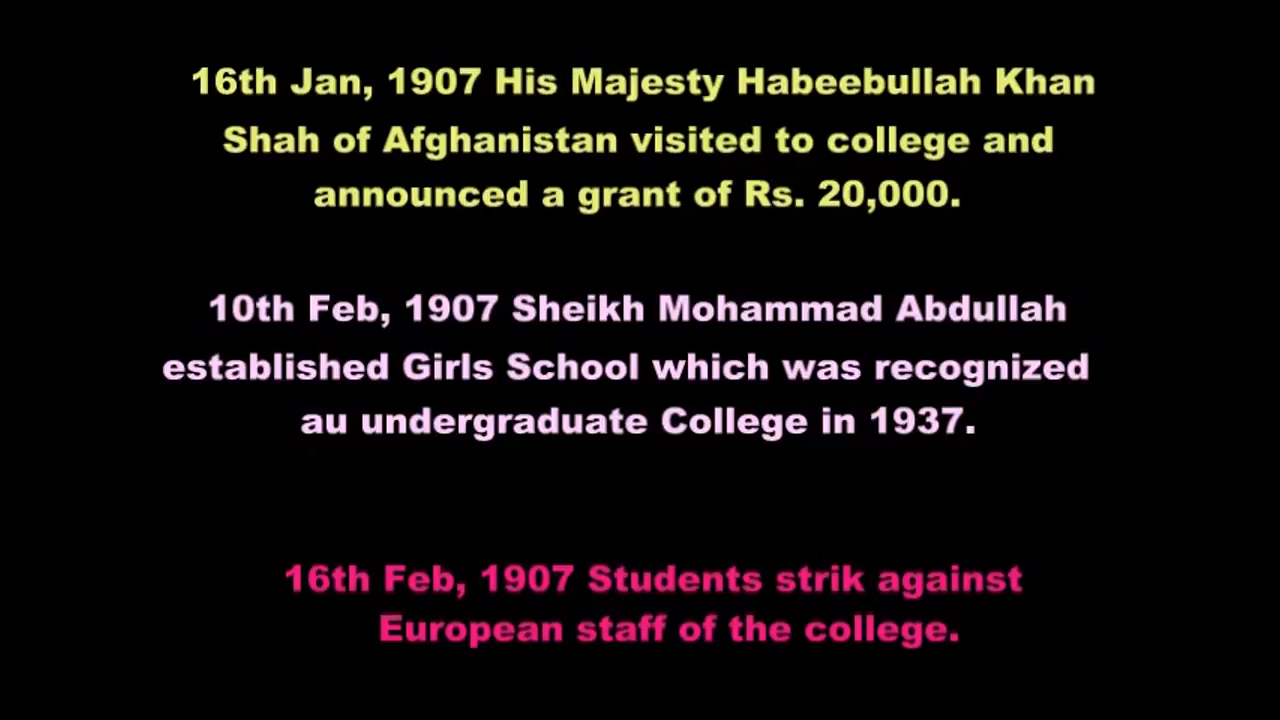 16th Jan, 1907 His Majesty Habeebullah Khan
Shah of Afghanistan visited to college and
announced a grant of Rs. 20,000.
10th Feb, 1907 Sheikh Mohammad Abdullah
established Girls School which was recognized
au undergraduate College in 1937.
16th Feb, 1907 Students strik against
European staff of the college.